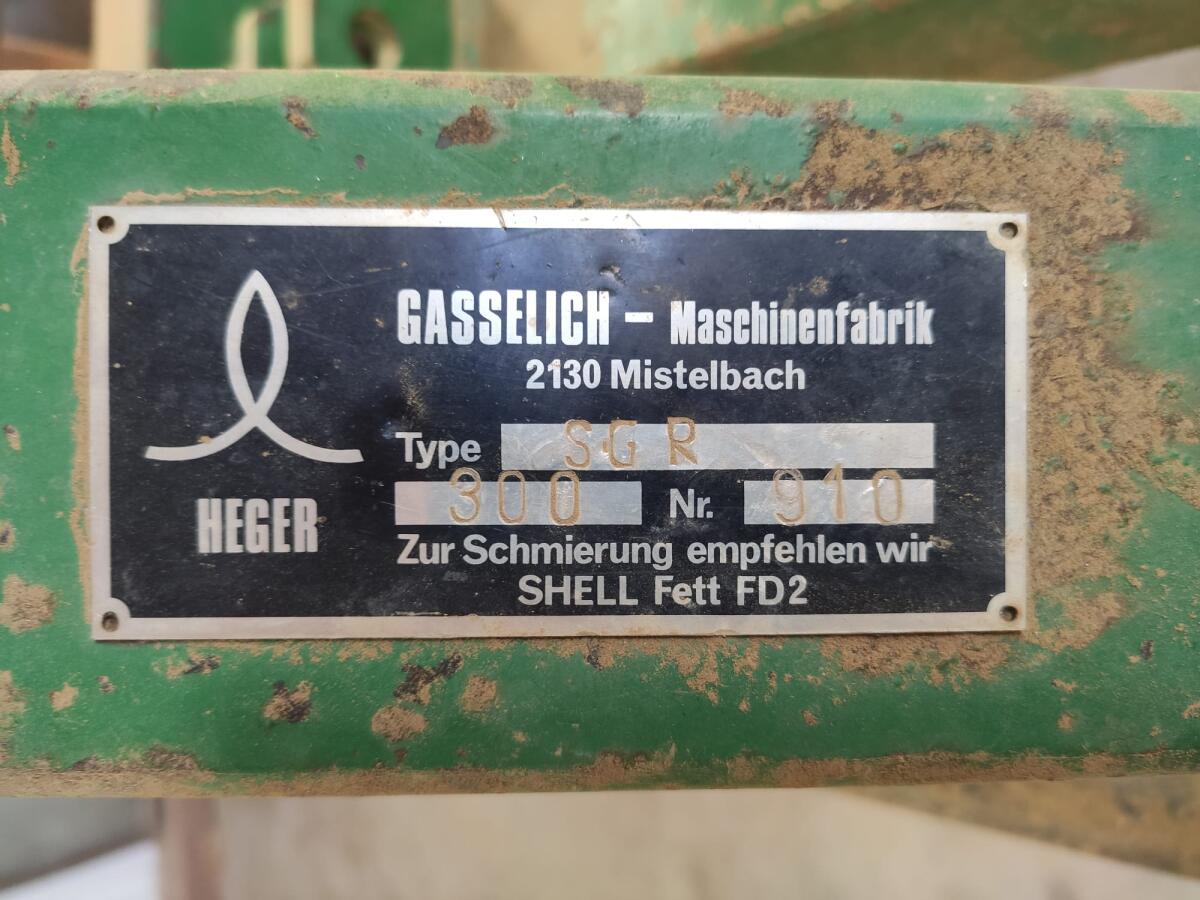 GASSELICH – Maschinenfabrik
2130 Mistelbach
Type SGR
300 Nr. 910
HEGER
Zur Schmierung empfehlen wir
SHELL Fett FD2